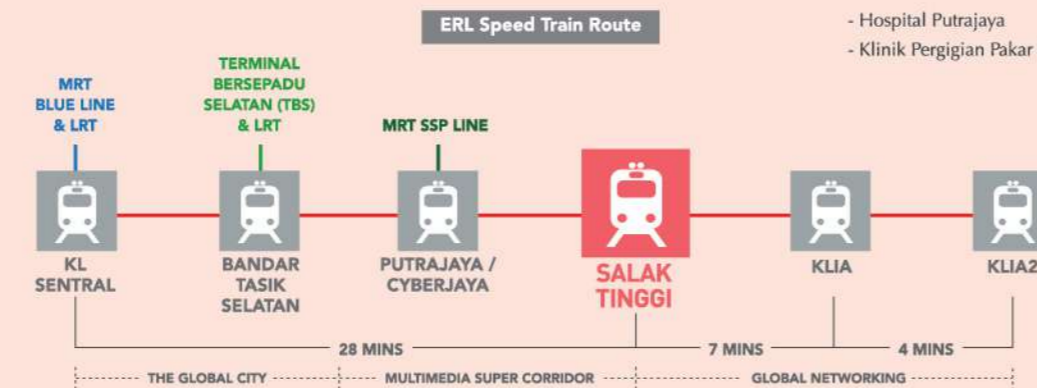 ERL Speed Train Route
- Hospital Putrajaya
- Klinik Pergigian Pakar
MRT
BLUE LINE
& LRT
TERMINAL
BERSEPADU
SELATAN (TBS)
& LRT
MRT SSP LINE
KL
SENTRAL
BANDAR
TASIK
SELATAN
PUTRAJAYA /
CYBERJAYA
SALAK
TINGGI
KLIA
KLIA2
28 MINS
7 MINS
4 MINS
THE GLOBAL CITY
MULTIMEDIA SUPER CORRIDOR
GLOBAL NETWORKING